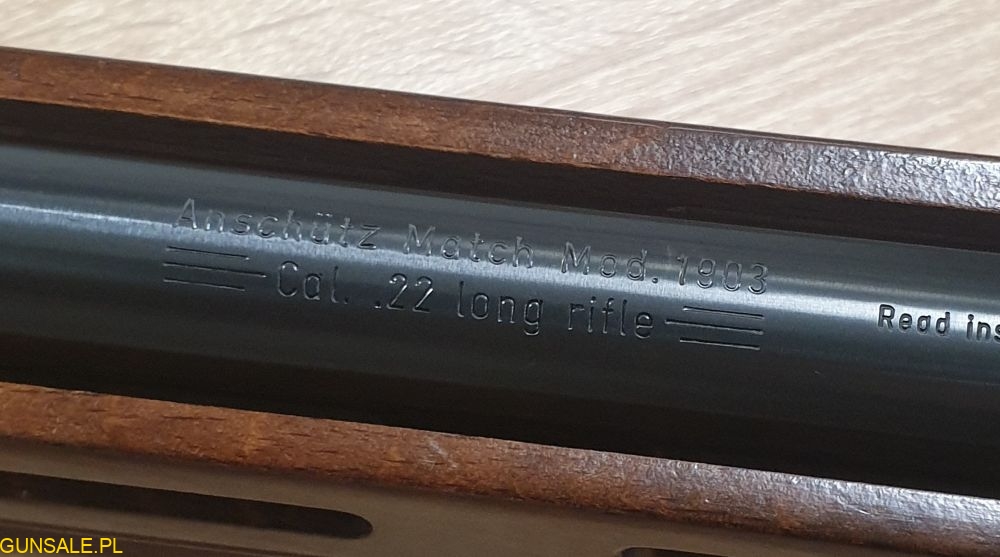 Anschütz Match Mod. 1903
Cal. .22 long rifle
Read ins
GUNSALE.PL